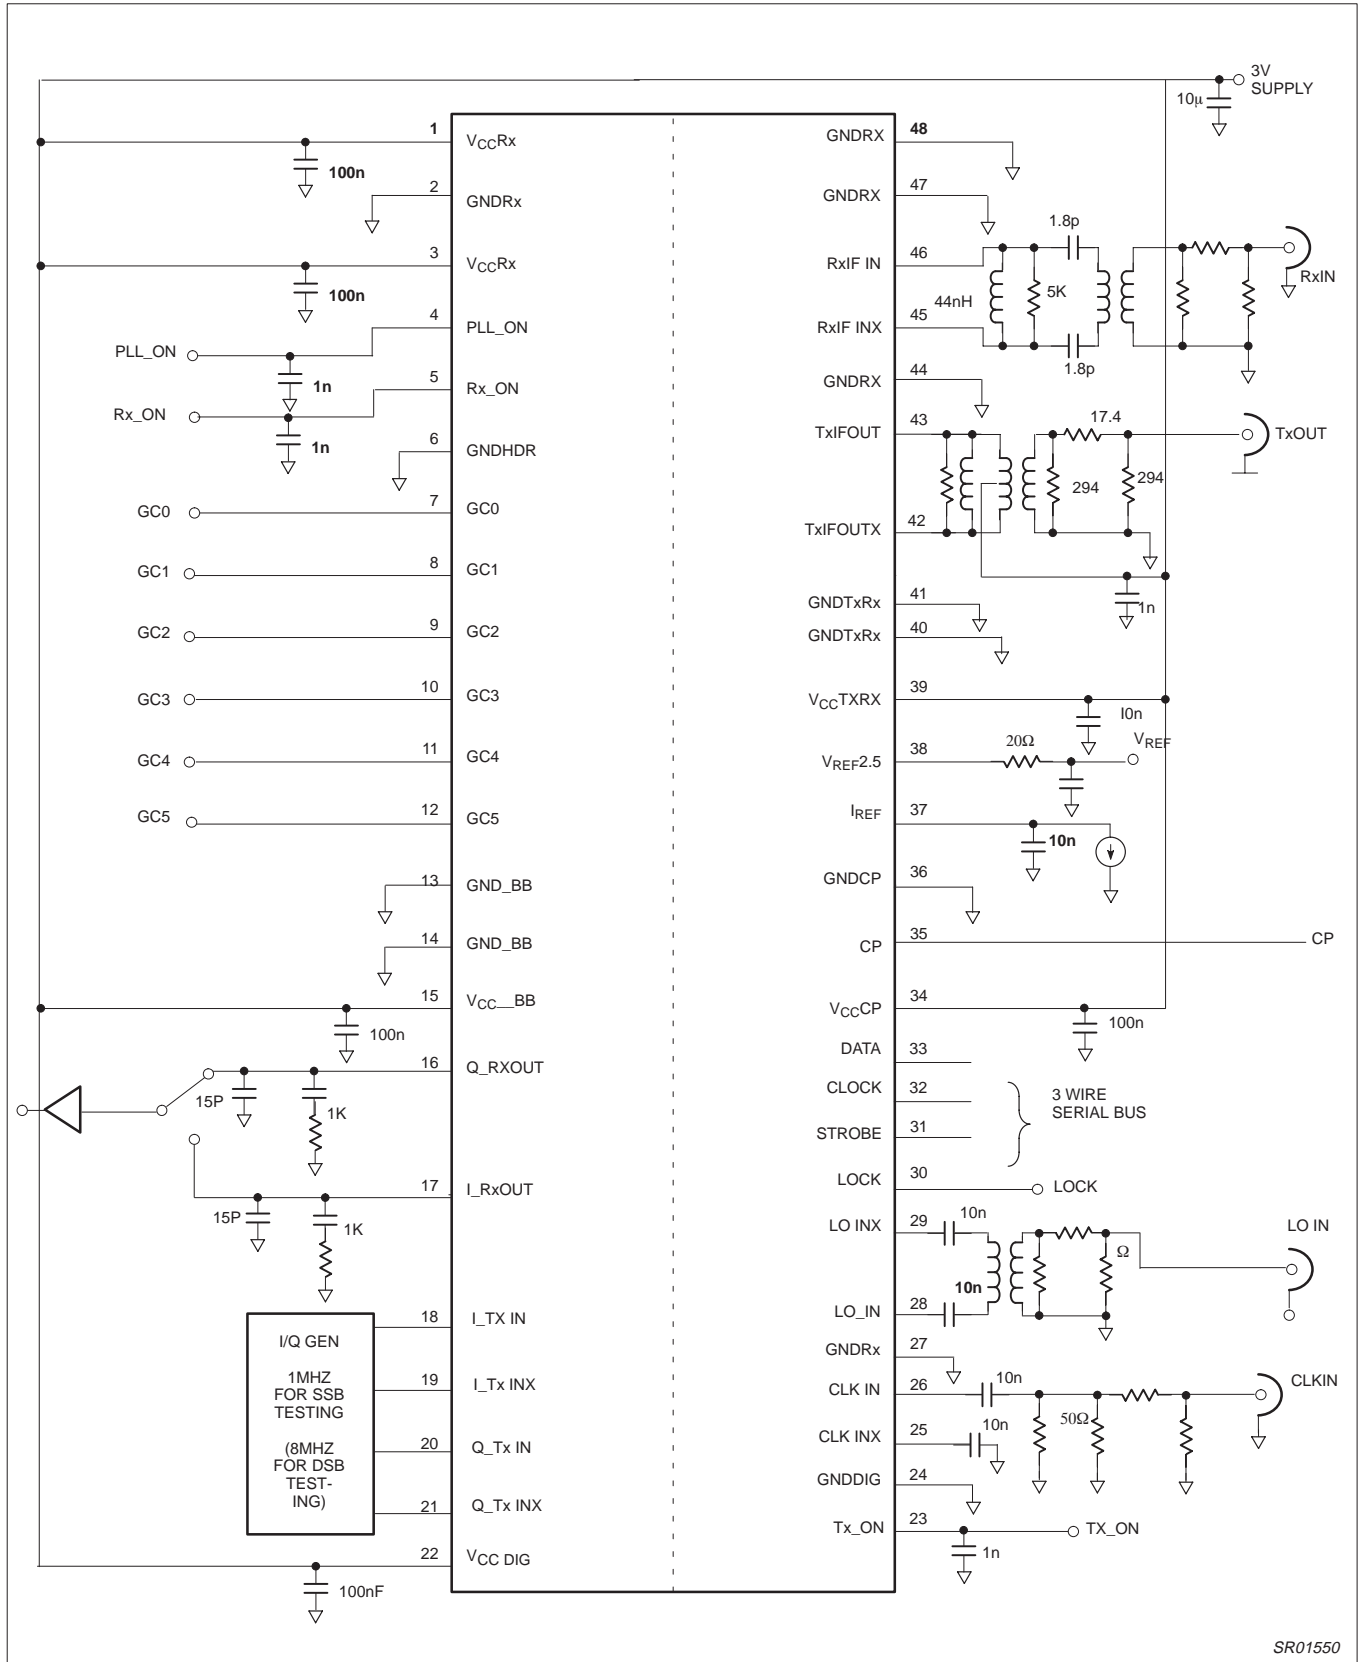 3V
SUPPLY
10μ
1
VCCRx
100n
2
GNDRx
3
VCCRx
100n
4
PLL_ON
PLL_ON
1n
5
Rx_ON
Rx_ON
1n
6
GNDHDR
GC0
7
GC0
GC1
8
GC1
GC2
9
GC2
GC3
10
GC3
GC4
11
GC4
GC5
12
GC5
13
GND_BB
14
GND_BB
15
VCC__BB
100n
16
Q_RXOUT
15P
1K
17
I_RxOUT
15P
1K
I/Q GEN
1MHZ
FOR SSB
TESTING
(8MHZ
FOR DSB
TEST-
ING)
18
I_TX IN
19
I_Tx INX
20
Q_Tx IN
21
Q_Tx INX
22
VCC DIG
100nF
GNDRX
48
GNDRX
47
1.8p
RxIF IN
46
44nH
5K
RxIN
RxIF INX
45
1.8p
GNDRX
44
TxIFOUT
43
17.4
TxOUT
294
294
TxIFOUTX
42
1n
GNDTxRx
41
GNDTxRx
40
VCCTXRX
39
I0n
VREF2.5
38
20Ω
VREF
IREF
37
10n
GNDCP
36
CP
35
CP
VCCCP
34
100n
DATA
33
CLOCK
32
3 WIRE
SERIAL BUS
STROBE
31
LOCK
30
LOCK
LO INX
29
10n
LO IN
Ω
10n
LO_IN
28
GNDRx
27
CLK IN
26
10n
CLKIN
50Ω
CLK INX
25
10n
GNDDIG
24
Tx_ON
23
TX_ON
1n
SR01550